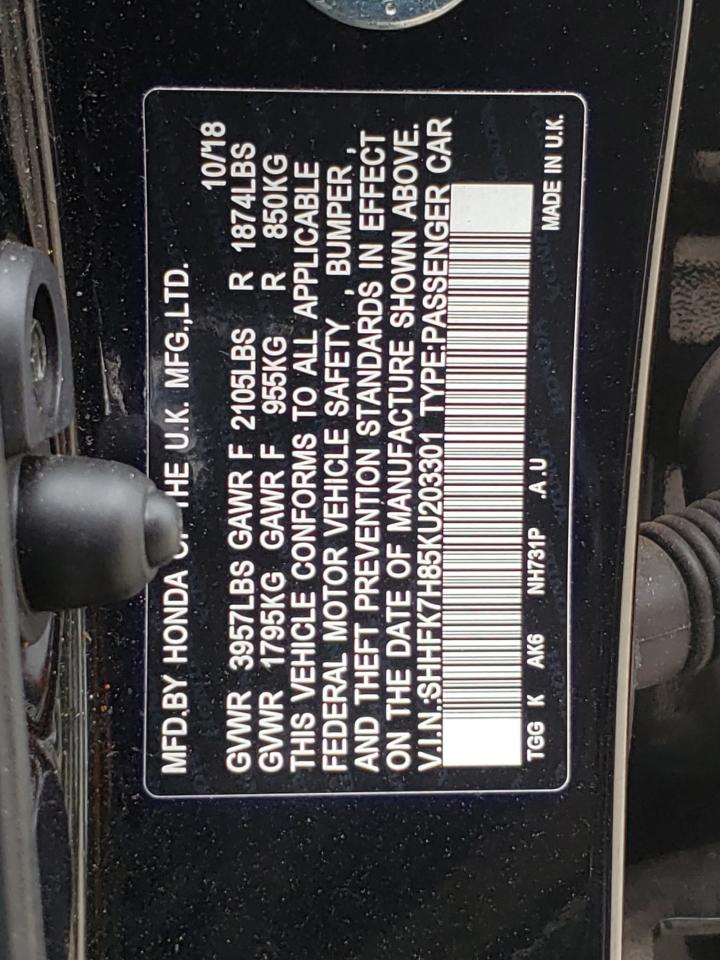 MFD.BY HONDA THE U.K. MFG.,LTD. 10/18
GVWR 3957LBS GAWR F 2105LBS R 1874LBS
GVWR 1795KG GAWR F 955KG R 850KG
THIS VEHICLE CONFORMS TO ALL APPLICABLE
FEDERAL MOTOR VEHICLE SAFETY , BUMPER ,
AND THEFT PREVENTION STANDARDS IN EFFECT
ON THE DATE OF MANUFACTURE SHOWN ABOVE.
V.I.N.:SHHFK7H85KU203301 TYPE:PASSENGER CAR
TGG K AK6 NH731P .A.U
MADE IN U.K.